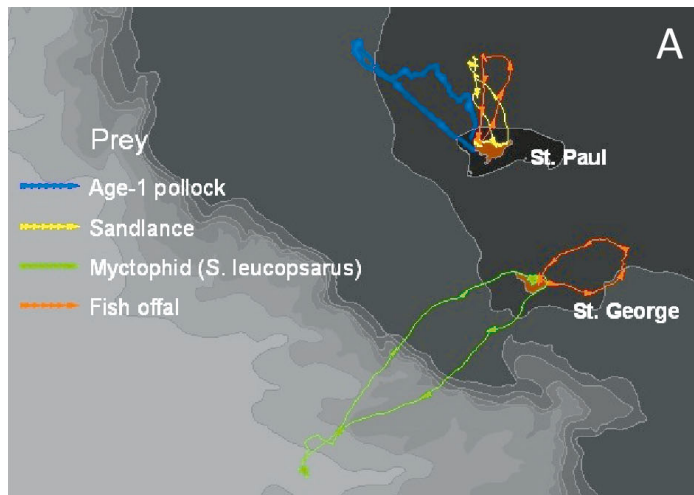 A
Prey
St. Paul
Age-1 pollock
Sandlance
Myctophid (S. leucopsarus)
Fish offal
St. George